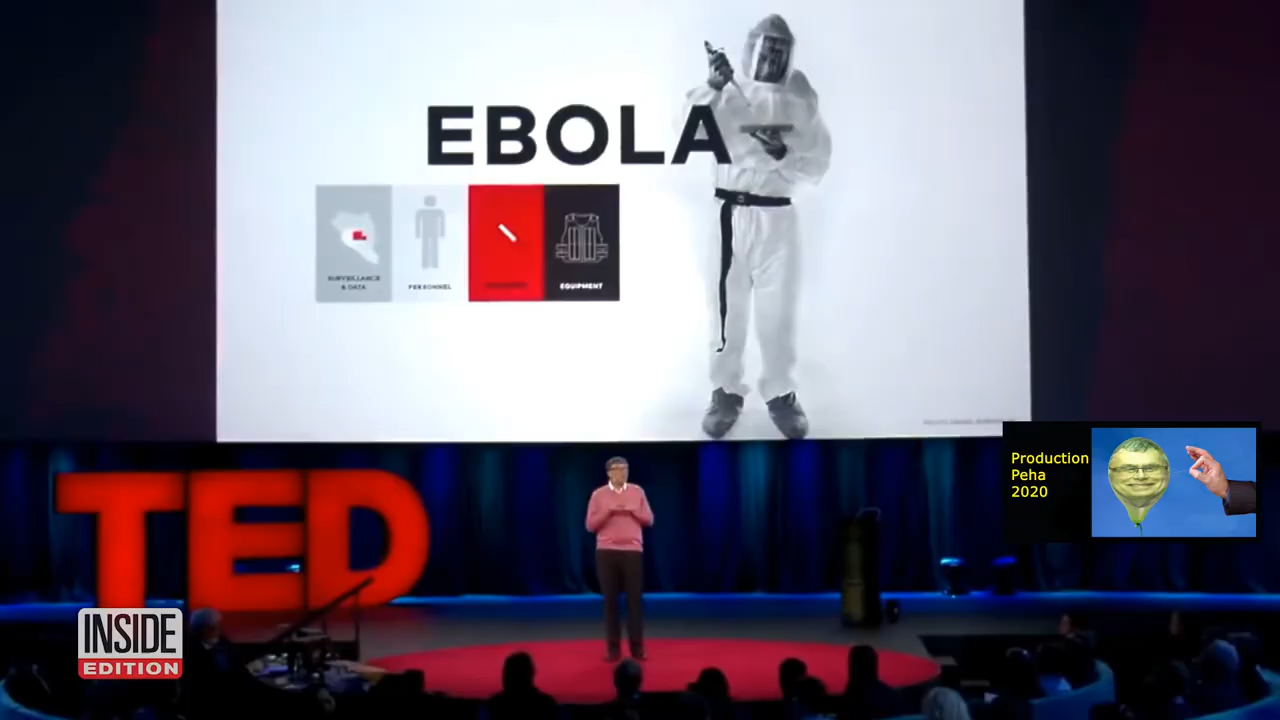 EBOLA
SURVEILLANCE
& DATA
PERSONNEL
EQUIPMENT
TED
Production
Peha
2020
INSIDE
EDITION